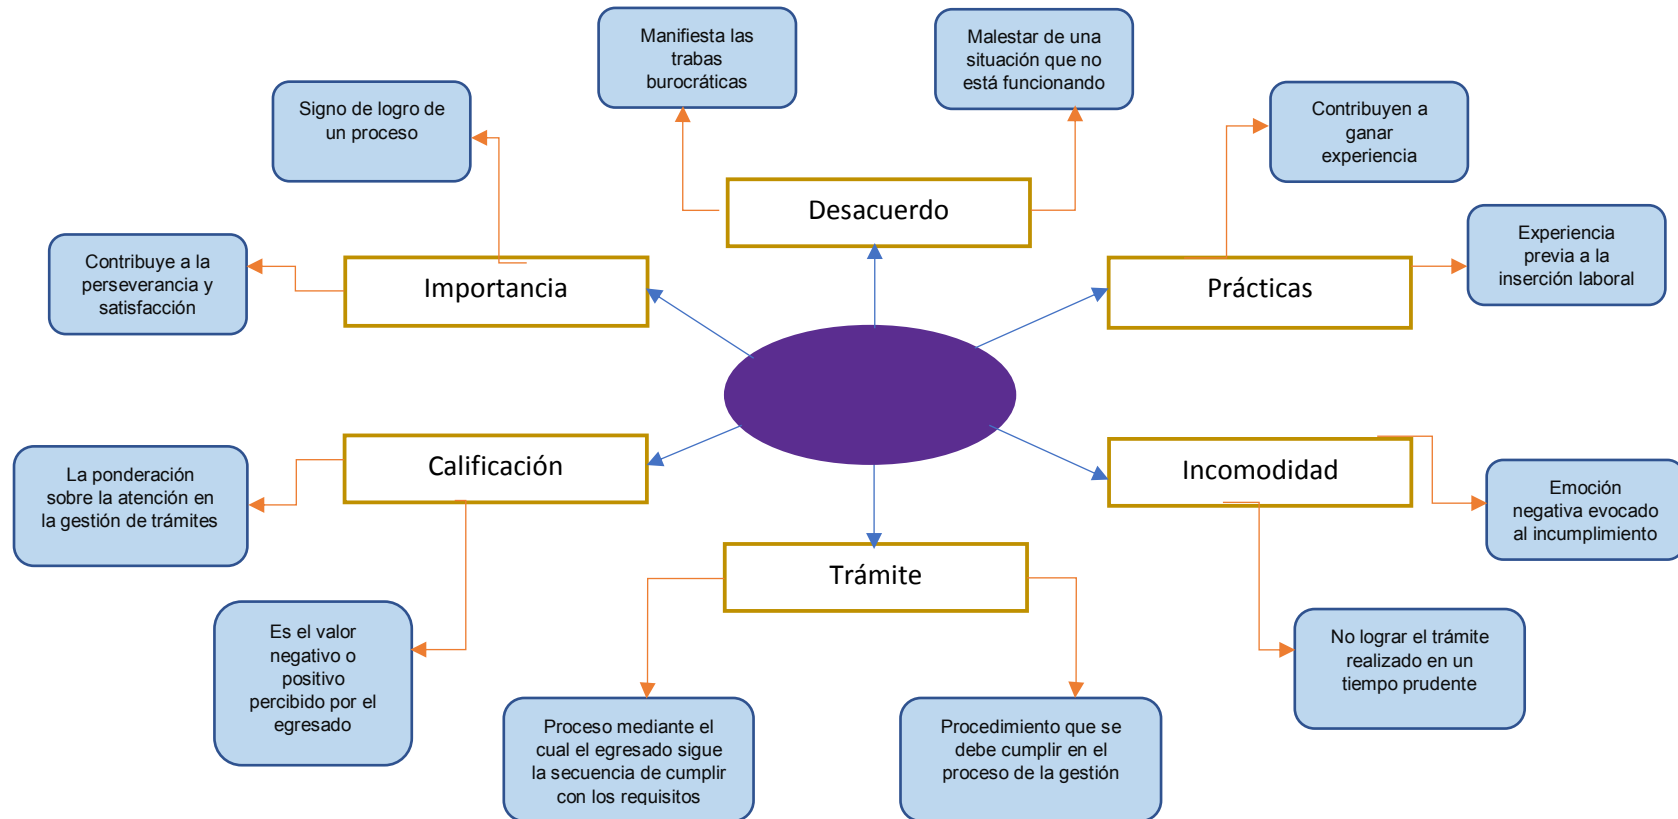 Manifiesta las
trabas
burocráticas
Malestar de una
situación que no
está funcionando
Signo de logro de
un proceso
Contribuyen a
ganar
experiencia
Desacuerdo
Contribuye a la
perseverancia y
satisfacción
Importancia
Prácticas
Experiencia
previa a la
inserción laboral
La ponderación
sobre la atención en
la gestión de trámites
Calificación
Incomodidad
Emoción
negativa evocado
al incumplimiento
Trámite
Es el valor
negativo o
positivo
percibido por el
egresado
No lograr el trámite
realizado en un
tiempo prudente
Proceso mediante el
cual el egresado sigue
la secuencia de cumplir
con los requisitos
Procedimiento que se
debe cumplir en el
proceso de la gestión